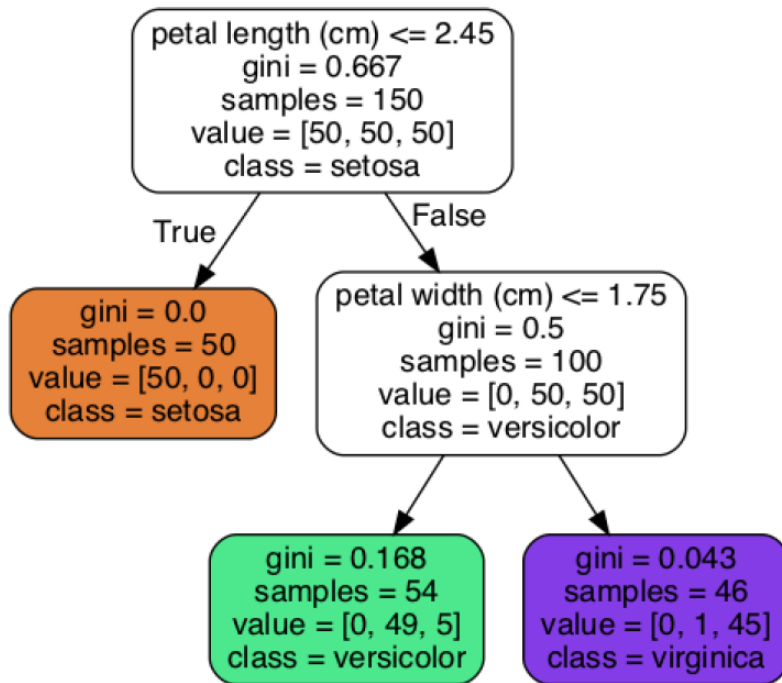 petal length (cm) <= 2.45
gini = 0.667
samples = 150
value = [50, 50, 50]
class = setosa
True
False
gini = 0.0
samples = 50
value = [50, 0, 0]
class = setosa
petal width (cm) <= 1.75
gini = 0.5
samples = 100
value = [0, 50, 50]
class = versicolor
gini = 0.168
samples = 54
value = [0, 49, 5]
class = versicolor
gini = 0.043
samples = 46
value = [0, 1, 45]
class = virginica